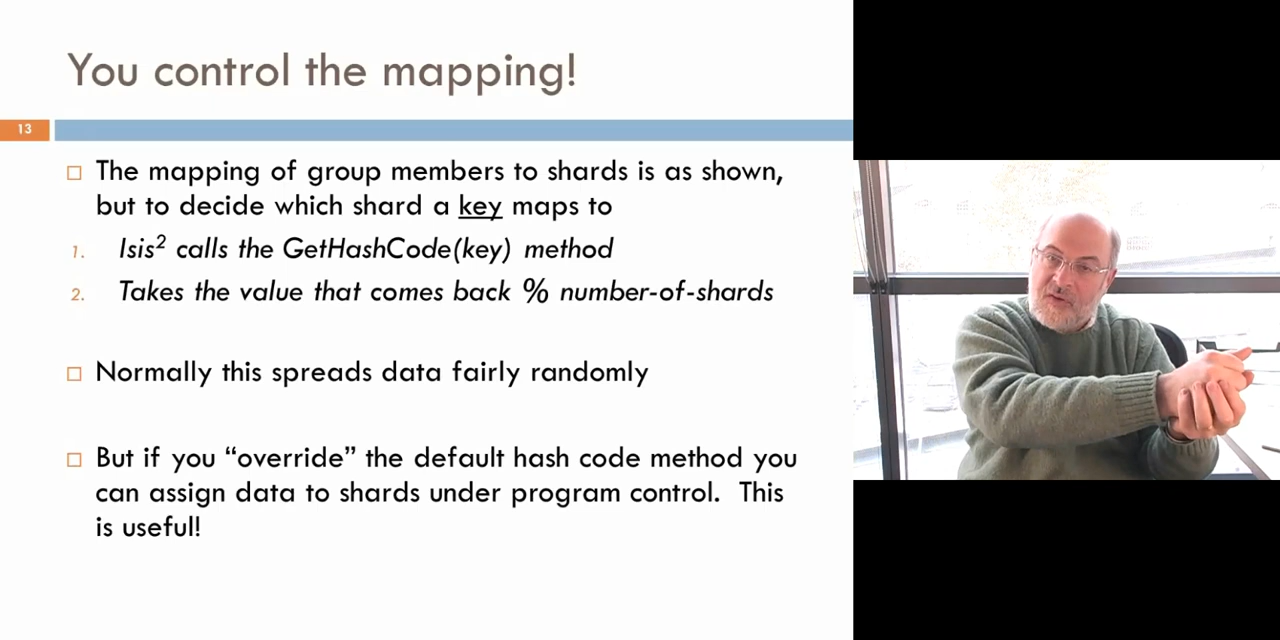 You control the mapping!
13
The mapping of group members to shards is as shown,
but to decide which shard a key maps to
1. Isis² calls the GetHashCode(key) method
2. Takes the value that comes back % number-of-shards
Normally this spreads data fairly randomly
But if you “override” the default hash code method you
can assign data to shards under program control. This
is useful!